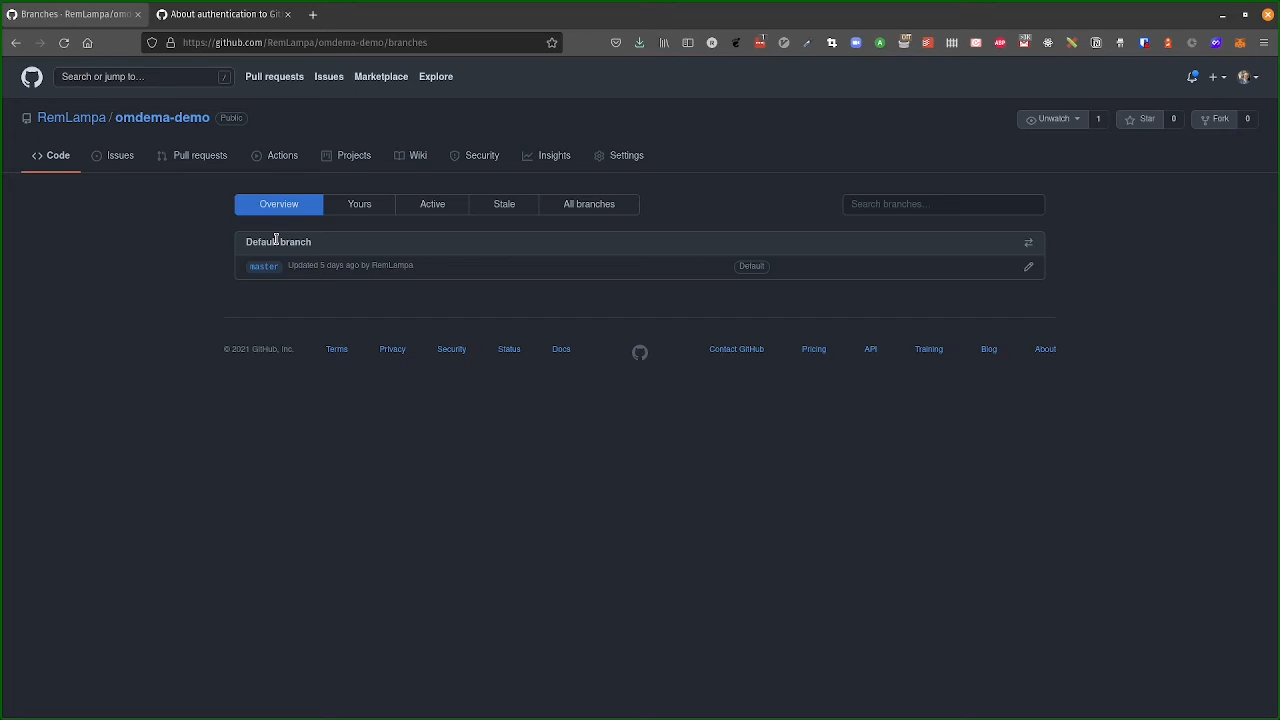 Branches · RemLampa/omd
About authentication to Git
https://github.com/RemLampa/omdema-demo/branches
Search or jump to… /
Pull requests
Issues
Marketplace
Explore
RemLampa / omdema-demo Public
Unwatch 1
Star 0
Fork 0
Code
Issues
Pull requests
Actions
Projects
Wiki
Security
Insights
Settings
Overview
Yours
Active
Stale
All branches
Search branches...
Default branch
master Updated 5 days ago by RemLampa Default
© 2021 GitHub, Inc.
Terms
Privacy
Security
Status
Docs
Contact GitHub
Pricing
API
Training
Blog
About